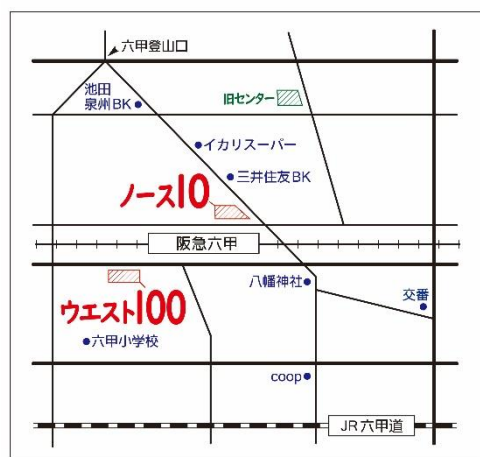 六甲登山口
池田
泉州BK
旧センター
イカリスーパー
三井住友BK
ノース10
阪急六甲
八幡神社
交番
ウエスト100
六甲小学校
coop
JR六甲道